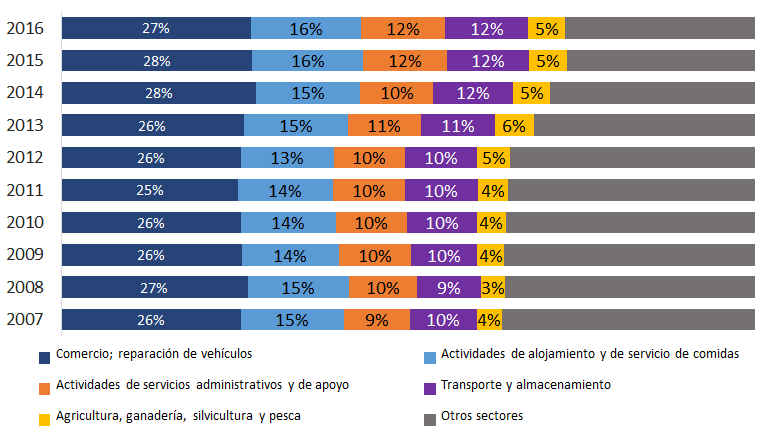 2016 27% 16% 12% 12% 5%
2015 28% 16% 12% 12% 5%
2014 28% 15% 10% 12% 5%
2013 26% 15% 11% 11% 6%
2012 26% 13% 10% 10% 5%
2011 25% 14% 10% 10% 4%
2010 26% 14% 10% 10% 4%
2009 26% 14% 10% 10% 4%
2008 27% 15% 10% 9% 3%
2007 26% 15% 9% 10% 4%
Comercio; reparación de vehículos Actividades de alojamiento y de servicio de comidas
Actividades de servicios administrativos y de apoyo Transporte y almacenamiento
Agricultura, ganadería, silvicultura y pesca Otros sectores